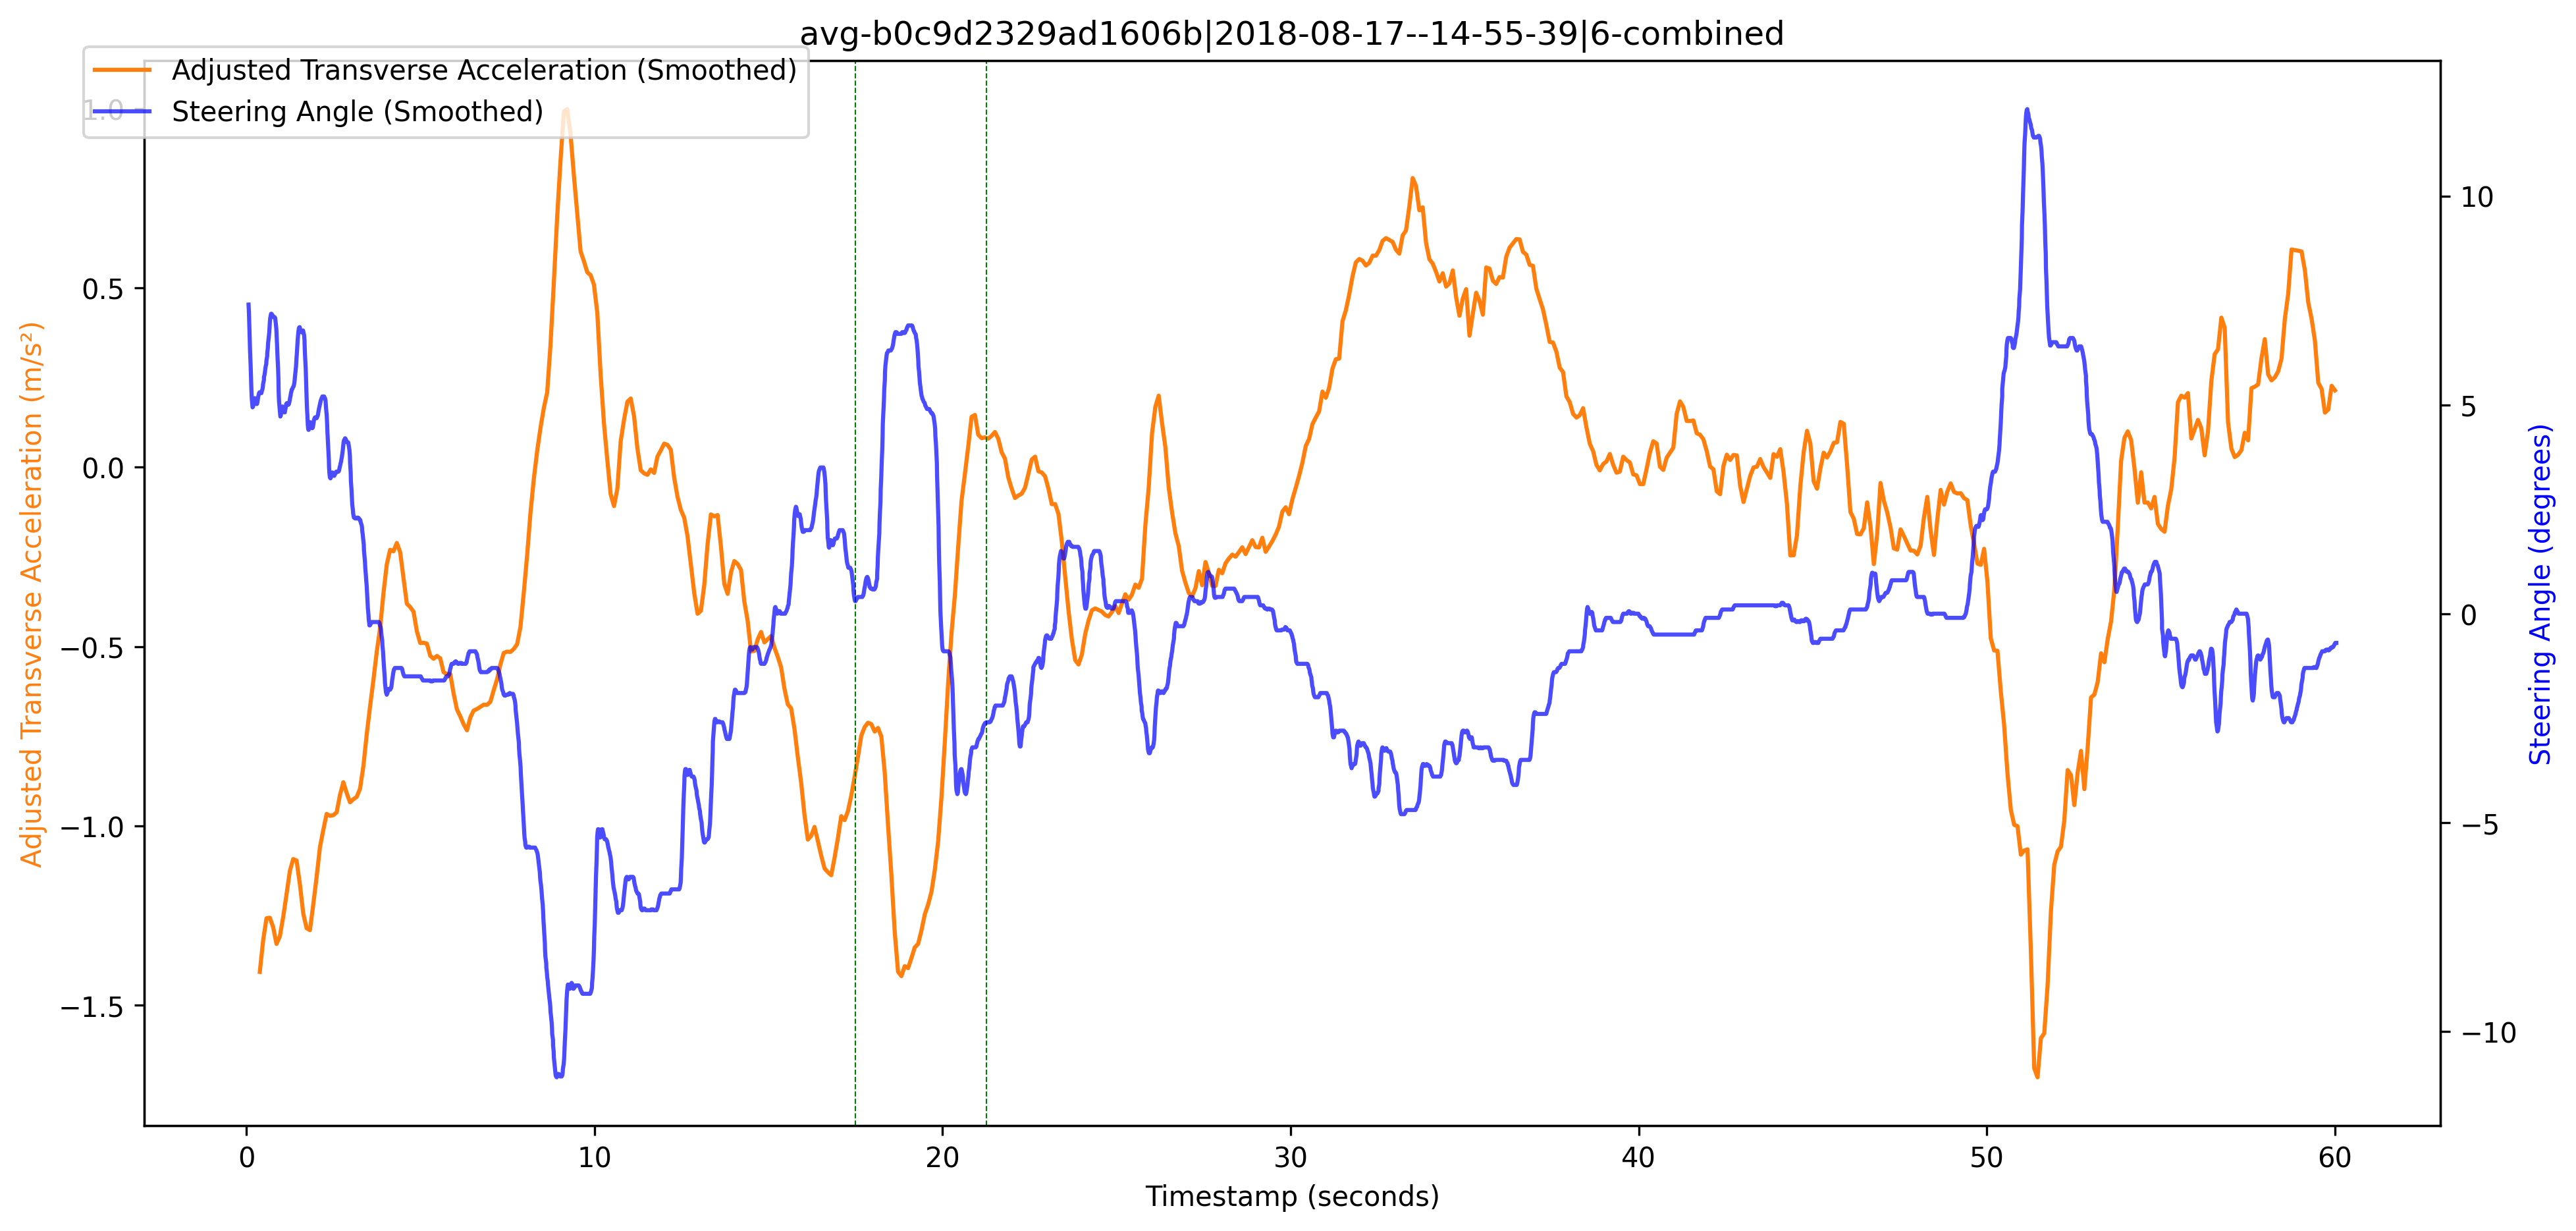 avg-b0c9d2329ad1606b|2018-08-17--14-55-39|6-combined
Adjusted Transverse Acceleration (Smoothed)
Steering Angle (Smoothed)
Adjusted Transverse Acceleration (m/s²)
1.0
0.5
0.0
−0.5
−1.0
−1.5
10
5
0
−5
−10
Steering Angle (degrees)
0 10 20 30 40 50 60
Timestamp (seconds)